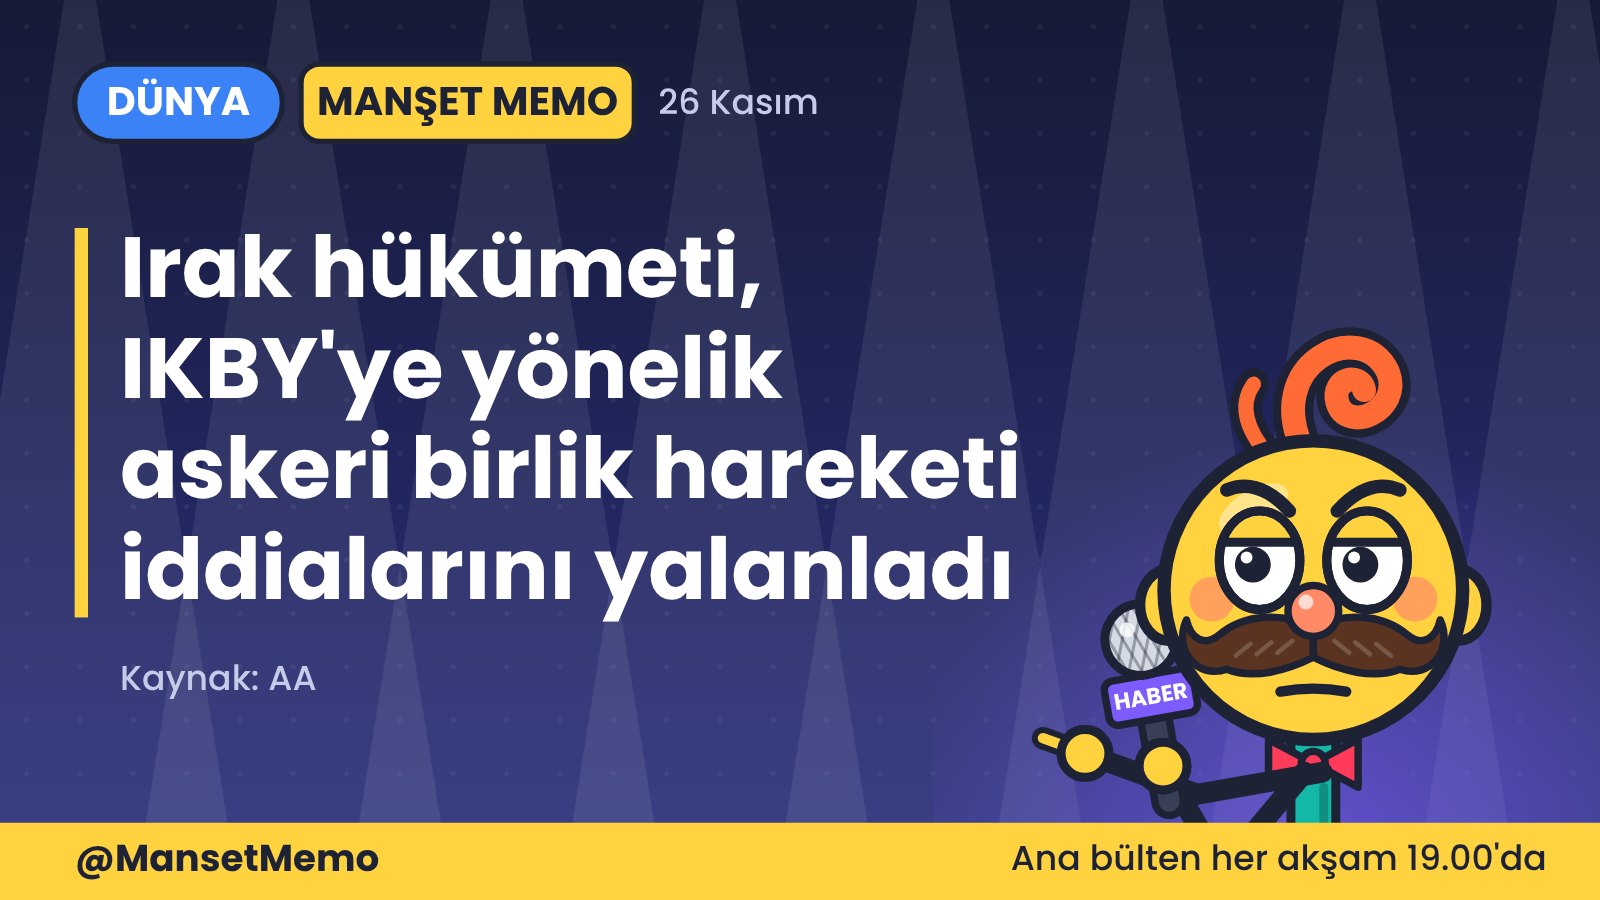 DÜNYA MANŞET MEMO 26 Kasım
Irak hükümeti,
IKBY'ye yönelik
askeri birlik hareketi
iddialarını yalanladı
Kaynak: AA
HABER
@MansetMemo
Ana bülten her akşam 19.00'da